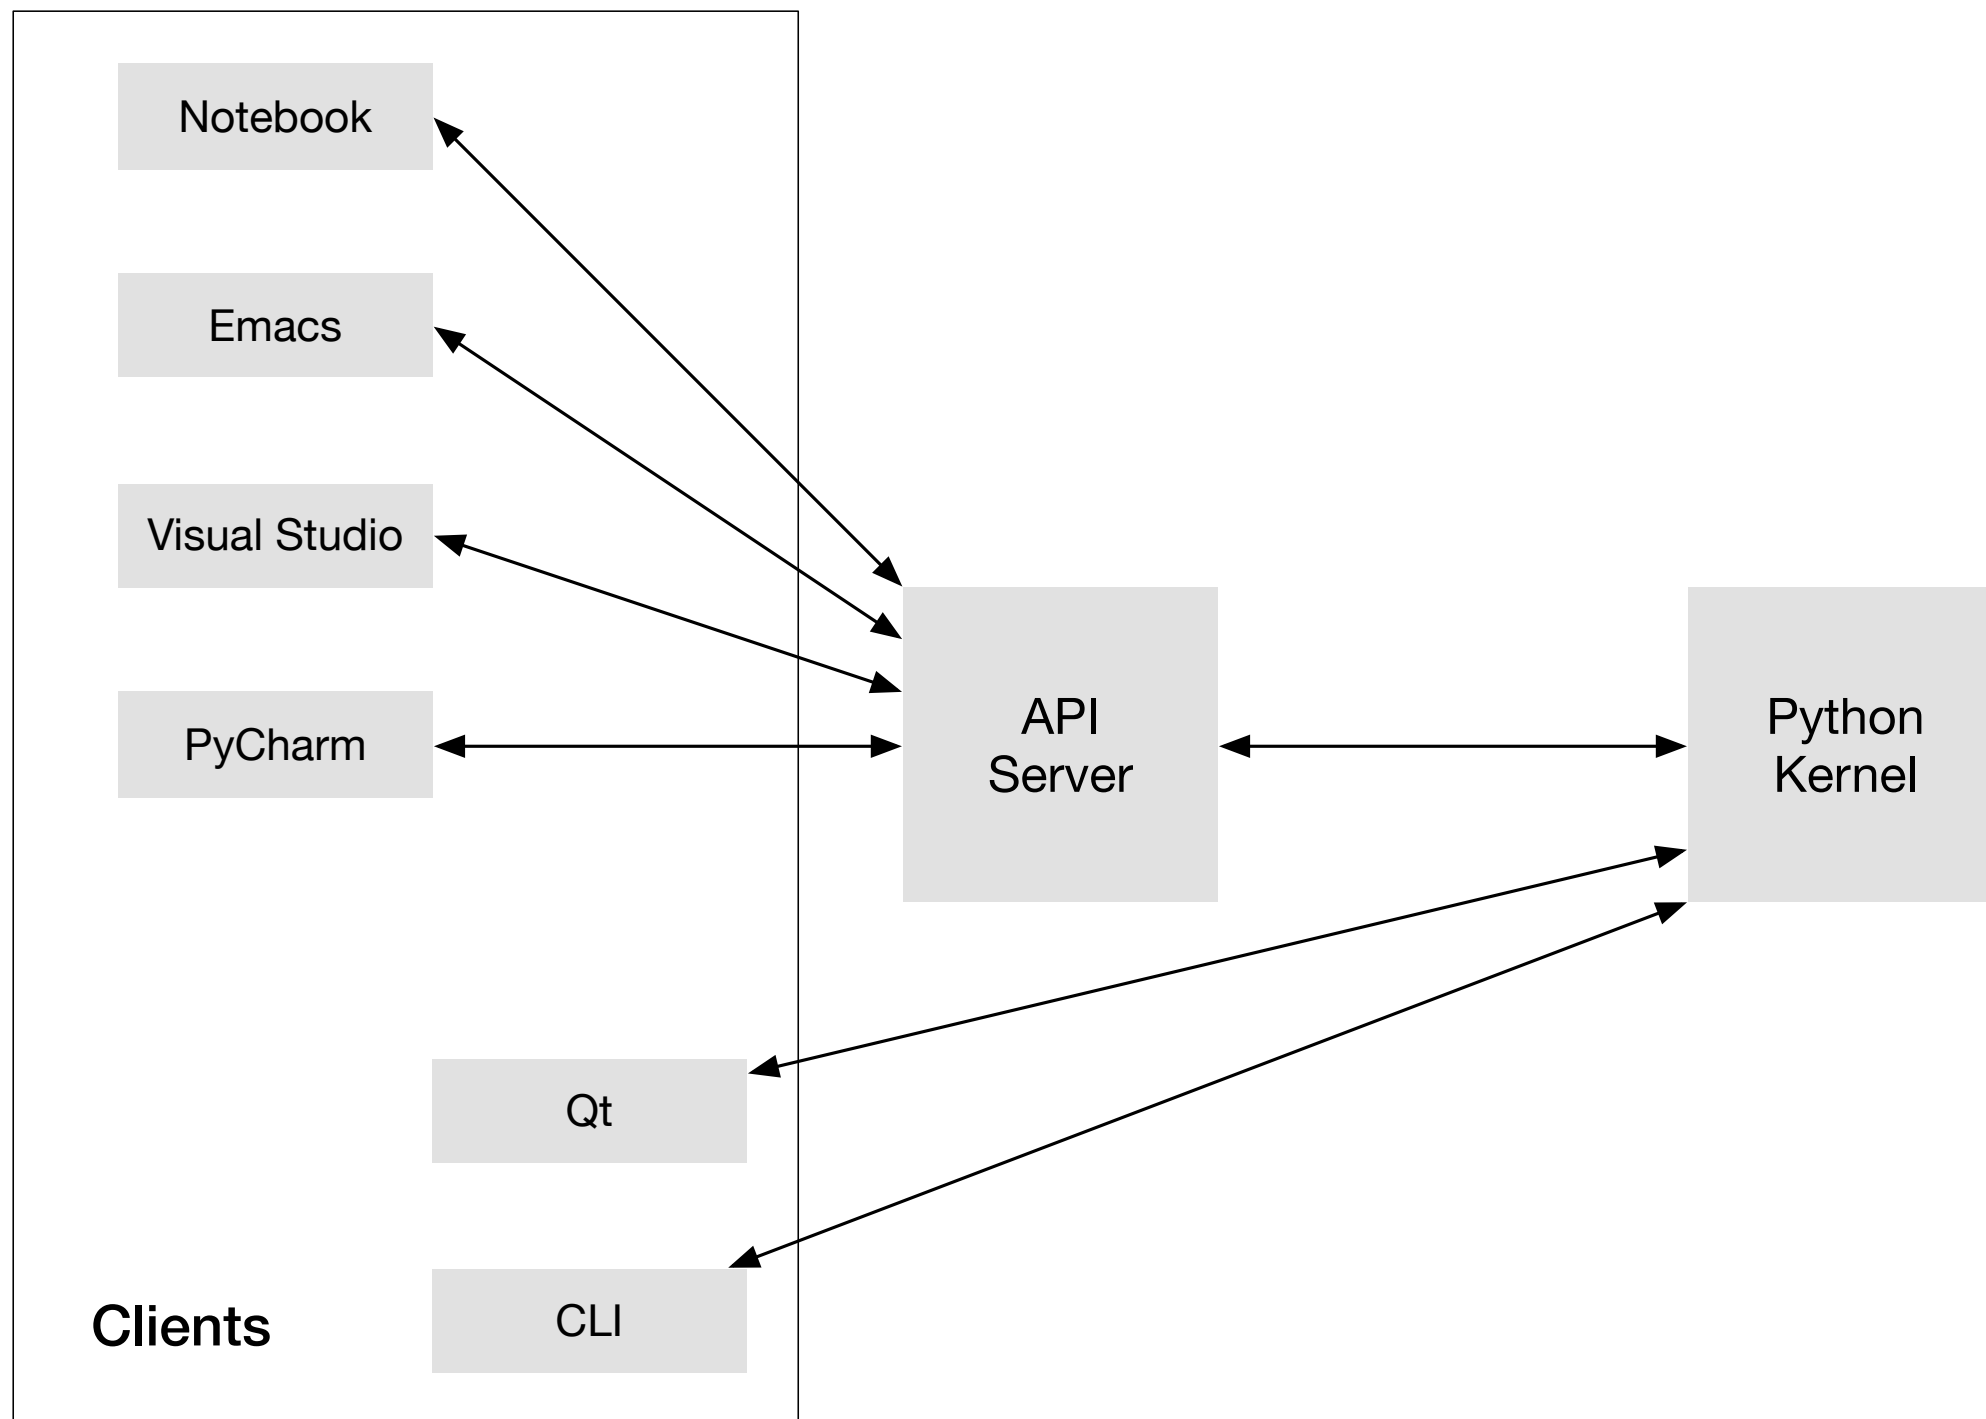 Notebook
Emacs
Visual Studio
PyCharm
API
Server
Python
Kernel
Qt
CLI
Clients